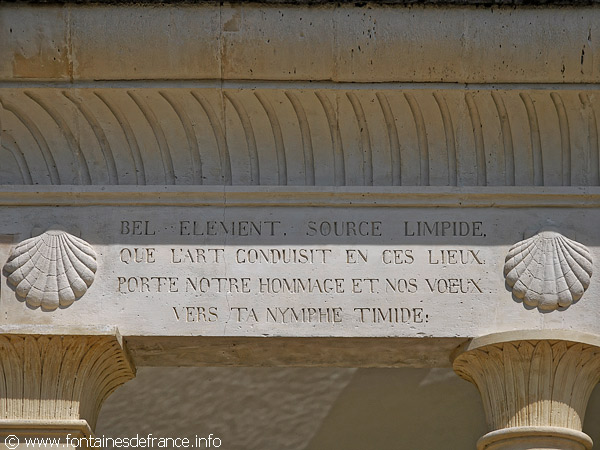 BEL ELEMENT, SOURCE LIMPIDE,
QUE L'ART CONDUISIT EN CES LIEUX,
PORTE NOTRE HOMMAGE ET NOS VŒUX
VERS TA NYMPHE TIMIDE;
© www.fontainesdefrance.info